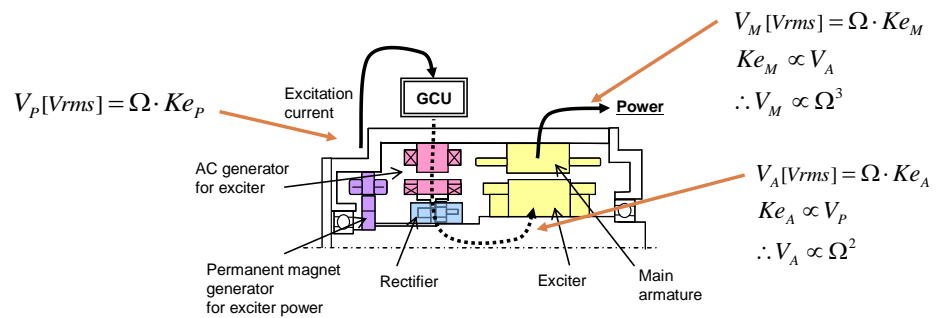 V_M [Vrms] = Ω · Ke_M
Ke_M ∝ V_A
∴ V_M ∝ Ω^3
V_P [Vrms] = Ω · Ke_P
Excitation
current
GCU
Power
AC generator
for exciter
V_A [Vrms] = Ω · Ke_A
Ke_A ∝ V_P
∴ V_A ∝ Ω^2
Permanent magnet
generator
for exciter power
Rectifier
Exciter
Main
armature